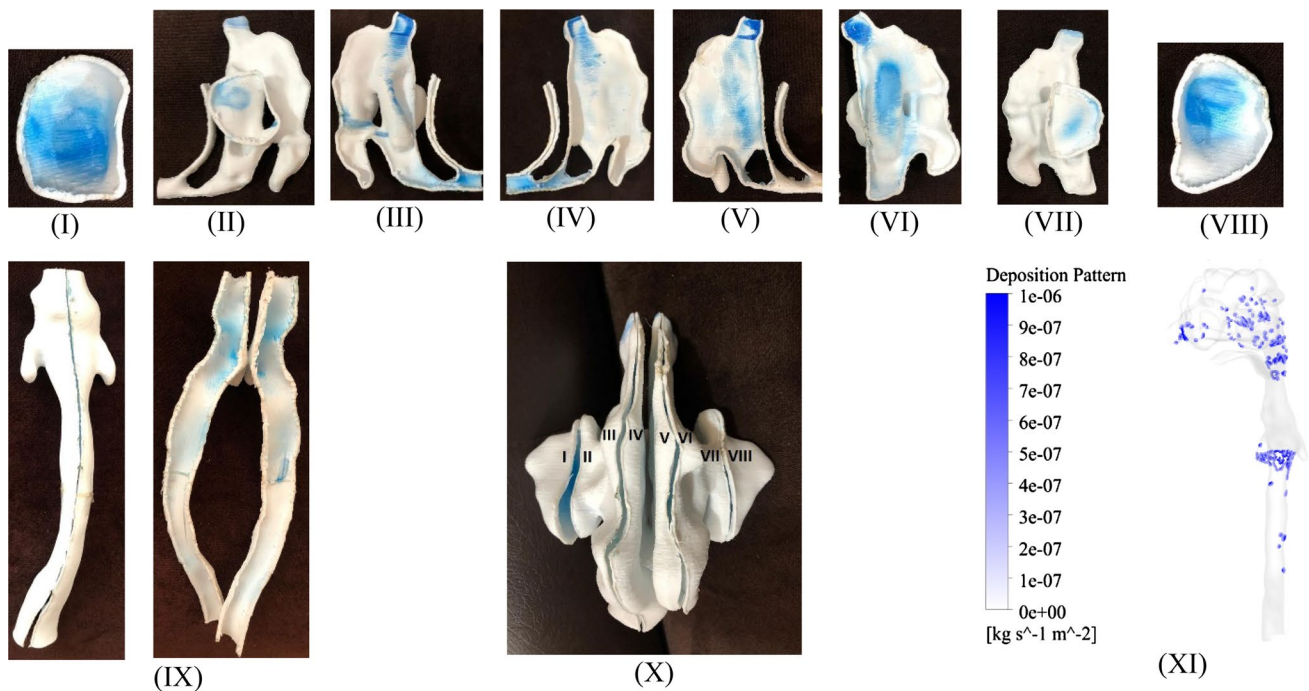 (I)
(II)
(III)
(IV)
(V)
(VI)
(VII)
(VIII)
Deposition Pattern
1e-06
9e-07
8e-07
7e-07
6e-07
5e-07
4e-07
3e-07
2e-07
1e-07
0e+00
[kg s^-1 m^-2]
I II III IV V VI VII VIII
(IX)
(X)
(XI)